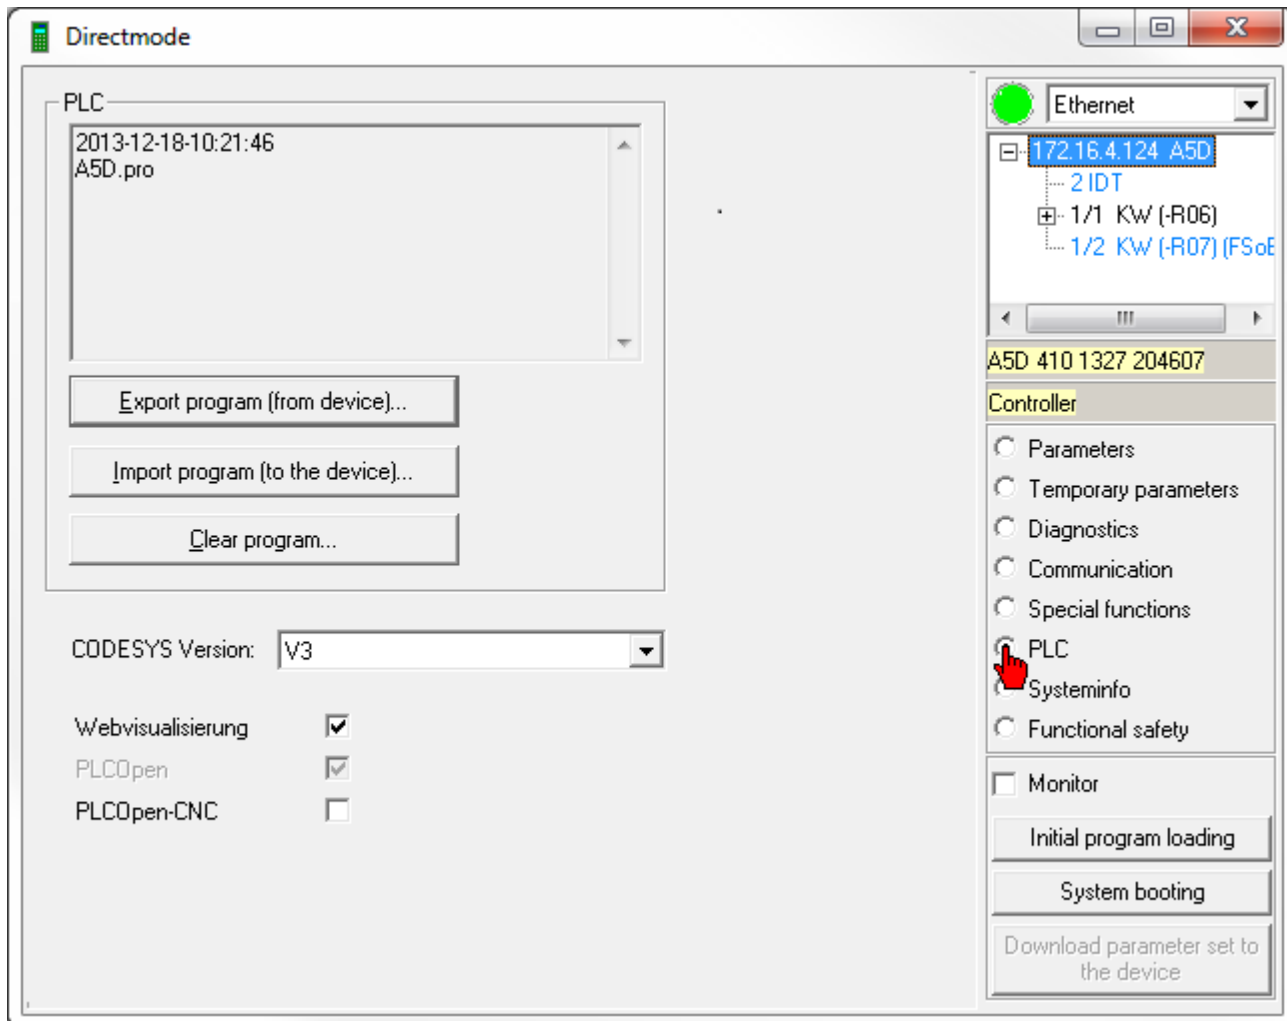 Directmode
PLC
2013-12-18-10:21:46
A5D.pro
Export program (from device)...
Import program (to the device)...
Clear program...
CODESYS Version:
V3
Webvisualisierung
PLCOpen
PLCOpen-CNC
Ethernet
172.16.4.124 A5D
2 IDT
1/1 KW (-R06)
1/2 KW (-R07) (FSoE
A5D 410 1327 204607
Controller
Parameters
Temporary parameters
Diagnostics
Communication
Special functions
PLC
Systeminfo
Functional safety
Monitor
Initial program loading
System booting
Download parameter set to
the device